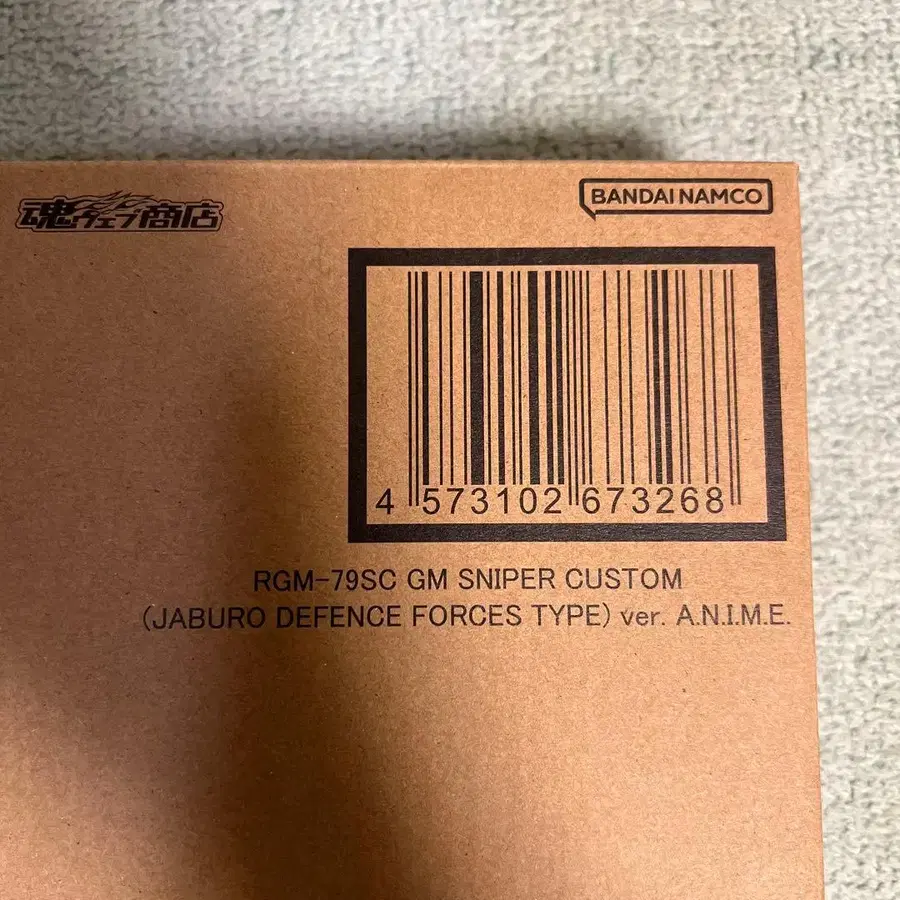 魂ウェブ商店
BANDAI NAMCO
4 573102 673268
RGM-79SC GM SNIPER CUSTOM
(JABURO DEFENCE FORCES TYPE) ver. A.N.I.M.E.